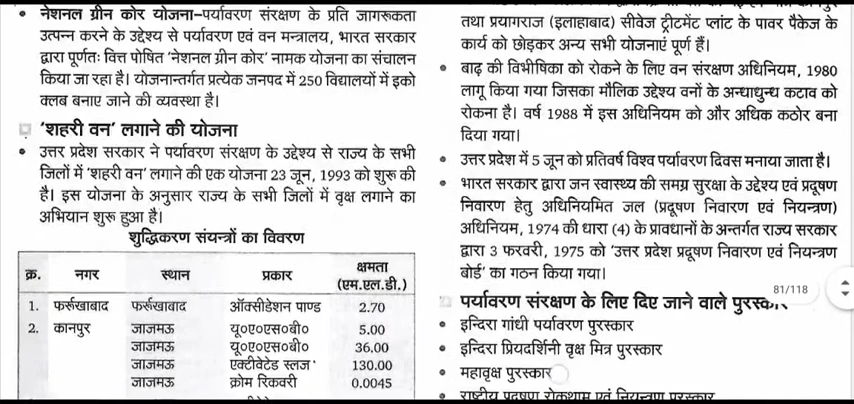 • नेशनल ग्रीन कोर योजना–पर्यावरण संरक्षण के प्रति जागरूकता
उत्पन्न करने के उद्देश्य से पर्यावरण एवं वन मन्त्रालय, भारत सरकार
द्वारा पूर्णतः वित्त पोषित 'नेशनल ग्रीन कोर' नामक योजना का संचालन
किया जा रहा है। योजनान्तर्गत प्रत्येक जनपद में 250 विद्यालयों में इको
क्लब बनाए जाने की व्यवस्था है।
'शहरी वन' लगाने की योजना
• उत्तर प्रदेश सरकार ने पर्यावरण संरक्षण के उद्देश्य से राज्य के सभी
जिलों में 'शहरी वन' लगाने की एक योजना 23 जून, 1993 को शुरू की
है। इस योजना के अनुसार राज्य के सभी जिलों में वृक्ष लगाने का
अभियान शुरू हुआ है।
शुद्धिकरण संयन्त्रों का विवरण
क्र. नगर स्थान प्रकार क्षमता (एम.एल.डी.)
1. फर्रुखाबाद फर्रुखाबाद ऑक्सीडेशन पाण्ड 2.70
2. कानपुर जाजमऊ यू०ए०एस०बी० 5.00
जाजमऊ यू०ए०एस०बी० 36.00
जाजमऊ एक्टीवेटेड स्लज 130.00
जाजमऊ क्रोम रिकवरी 0.0045
तथा प्रयागराज (इलाहाबाद) सीवेज ट्रीटमेंट प्लांट के पावर पैकेज के
कार्य को छोड़कर अन्य सभी योजनाएं पूर्ण हैं।
• बाढ़ की विभीषिका को रोकने के लिए वन संरक्षण अधिनियम, 1980
लागू किया गया जिसका मौलिक उद्देश्य वनों के अन्धाधुन्ध कटाव को
रोकना है। वर्ष 1988 में इस अधिनियम को और अधिक कठोर बना
दिया गया।
• उत्तर प्रदेश में 5 जून को प्रतिवर्ष विश्व पर्यावरण दिवस मनाया जाता है।
• भारत सरकार द्वारा जन स्वास्थ्य की समग्र सुरक्षा के उद्देश्य एवं प्रदूषण
निवारण हेतु अधिनियमित जल (प्रदूषण निवारण एवं नियन्त्रण)
अधिनियम, 1974 की धारा (4) के प्रावधानों के अन्तर्गत राज्य सरकार
द्वारा 3 फरवरी, 1975 को 'उत्तर प्रदेश प्रदूषण निवारण एवं नियन्त्रण
बोर्ड' का गठन किया गया।
81/118
पर्यावरण संरक्षण के लिए दिए जाने वाले पुरस्कार
• इन्दिरा गांधी पर्यावरण पुरस्कार
• इन्दिरा प्रियदर्शिनी वृक्ष मित्र पुरस्कार
• महावृक्ष पुरस्कार
• राष्ट्रीय प्रदूषण रोकथाम एवं नियन्त्रण पुरस्कार